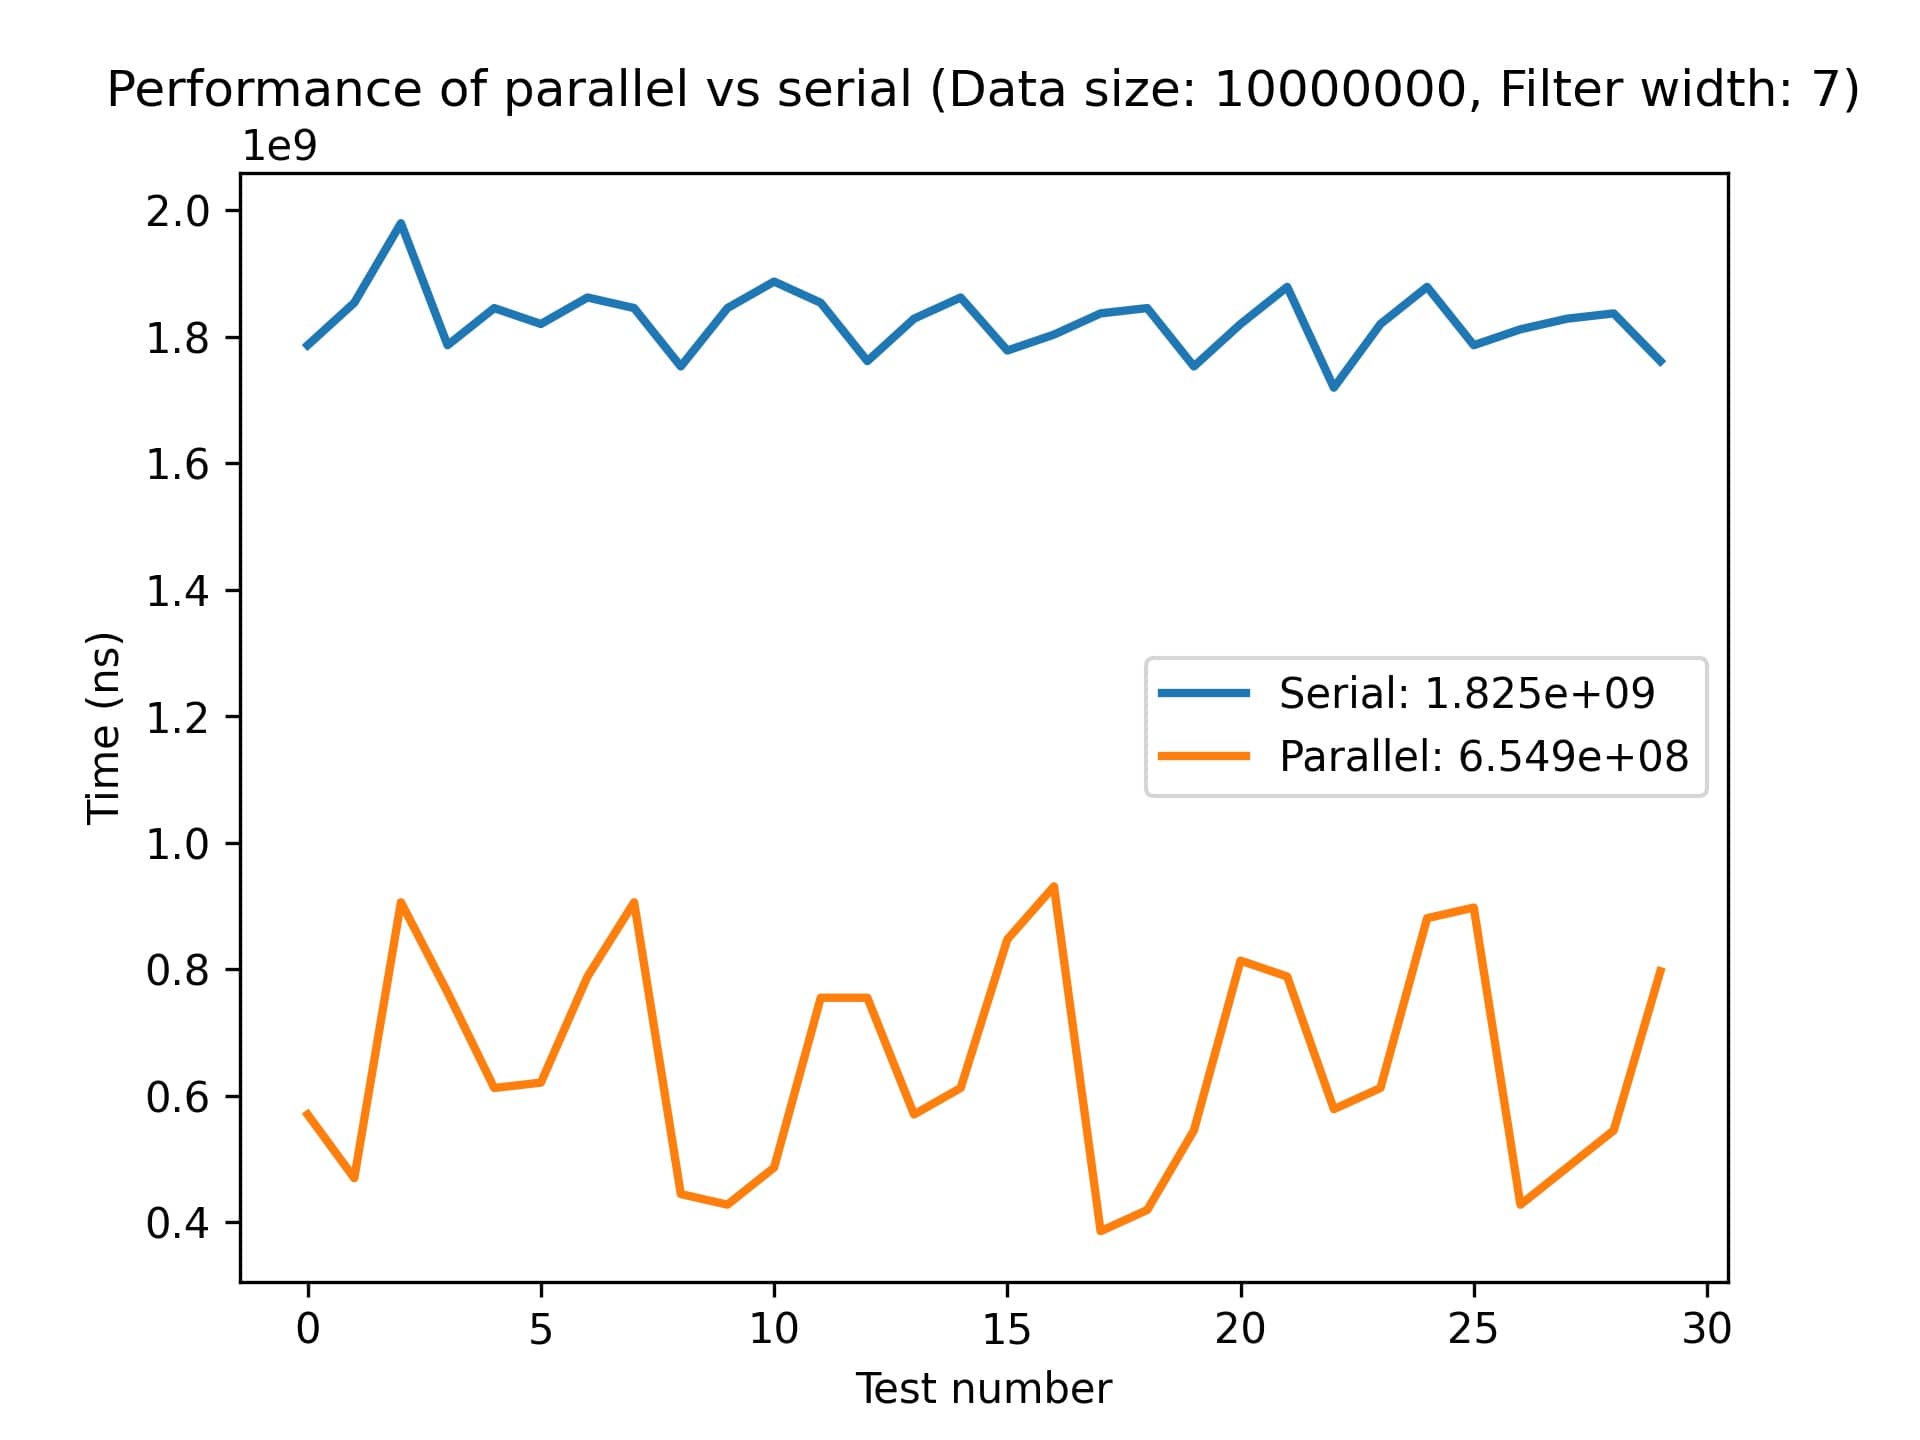 Performance of parallel vs serial (Data size: 10000000, Filter width: 7)
1e9
2.0
1.8
1.6
1.4
1.2
1.0
0.8
0.6
0.4
Time (ns)
Serial: 1.825e+09
Parallel: 6.549e+08
0 5 10 15 20 25 30
Test number